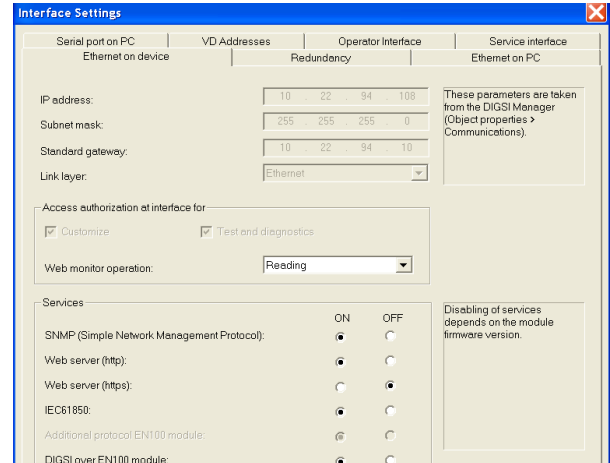 Interface Settings
Serial port on PC
VD Addresses
Operator Interface
Service interface
Ethernet on device
Redundancy
Ethernet on PC
IP address:
10 . 22 . 94 . 108
Subnet mask:
255 . 255 . 255 . 0
Standard gateway:
10 . 22 . 94 . 10
Link layer:
Ethernet
These parameters are taken
from the DIGSI Manager
(Object properties >
Communications).
Access authorization at interface for
Customize
Test and diagnostics
Web monitor operation:
Reading
Services
ON OFF
SNMP (Simple Network Management Protocol):
Web server (http):
Web server (https):
IEC61850:
Additional protocol EN100 module:
DIGSI over EN100 module:
Disabling of services
depends on the module
firmware version.